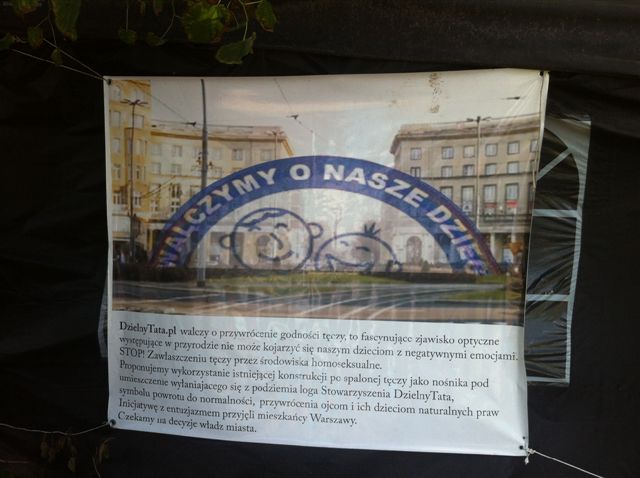 WALCZYMY O NASZE DZIECI
DzielnyTata.pl walczy o przywrócenie godności tęczy, to fascynujące zjawisko optyczne
występujące w przyrodzie nie może kojarzyć się naszym dzieciom z negatywnymi emocjami.
STOP! Zawłaszczeniu tęczy przez środowiska homoseksualne.
Proponujemy wykorzystanie istniejącej konstrukcji po spalonej tęczy jako nośnika pod
umieszczenie wyłaniajacego się z podziemia loga Stowarzyszenia DzielnyTata,
symbolu powrotu do normalności, przywrócenia ojcom i ich dzieciom naturalnych praw
Inicjatywę z entuzjazmem przyjęli mieszkańcy Warszawy.
Czekamy na decyzje władz miasta.